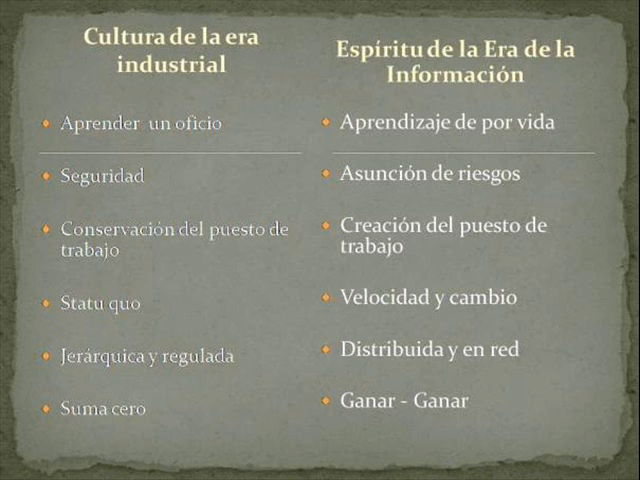 Cultura de la era
industrial
Aprender un oficio
Seguridad
Conservación del puesto de
trabajo
Statu quo
Jerárquica y regulada
Suma cero
Espíritu de la Era de la
Información
Aprendizaje de por vida
Asunción de riesgos
Creación del puesto de
trabajo
Velocidad y cambio
Distribuida y en red
Ganar - Ganar